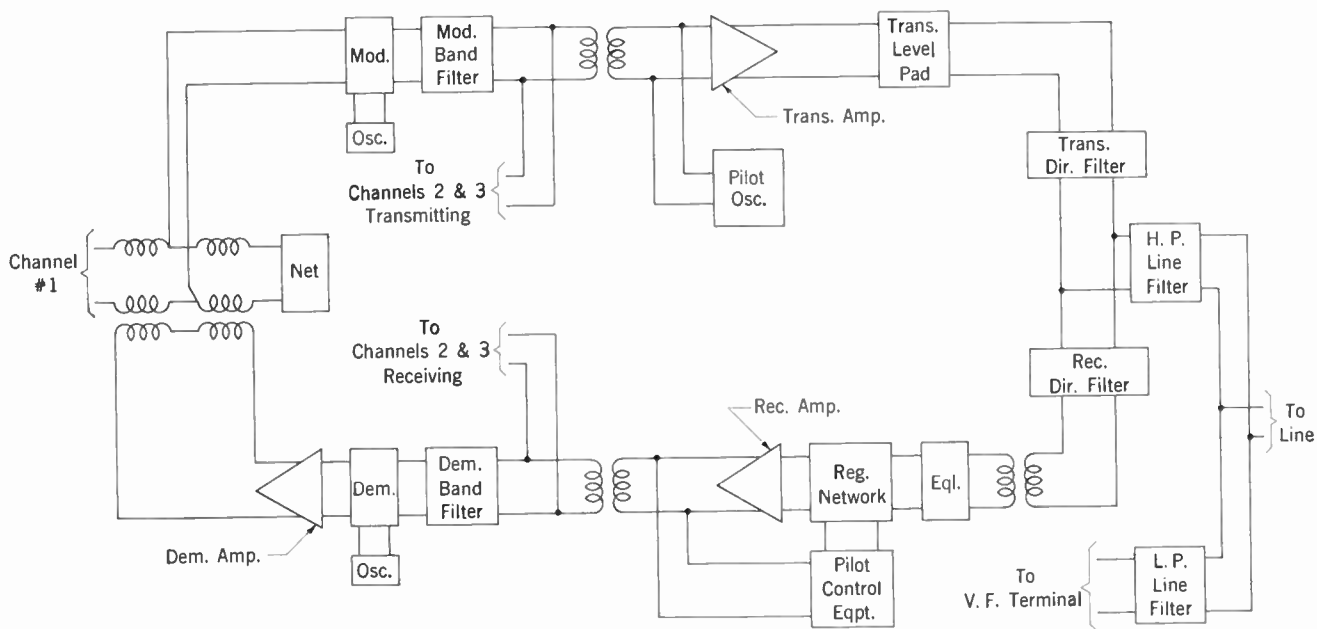 Mod.
Mod.
Band
Filter
Trans.
Level
Pad
Osc.
Trans. Amp.
To
Channels 2 & 3
Transmitting
Pilot
Osc.
Trans.
Dir. Filter
Channel
#1
Net
H. P.
Line
Filter
To
Channels 2 & 3
Receiving
Rec.
Dir. Filter
Rec. Amp.
To
Line
Dem.
Dem.
Band
Filter
Reg.
Network
Eql.
Dem. Amp.
Osc.
Pilot
Control
Eqpt.
To
V. F. Terminal
L. P.
Line
Filter